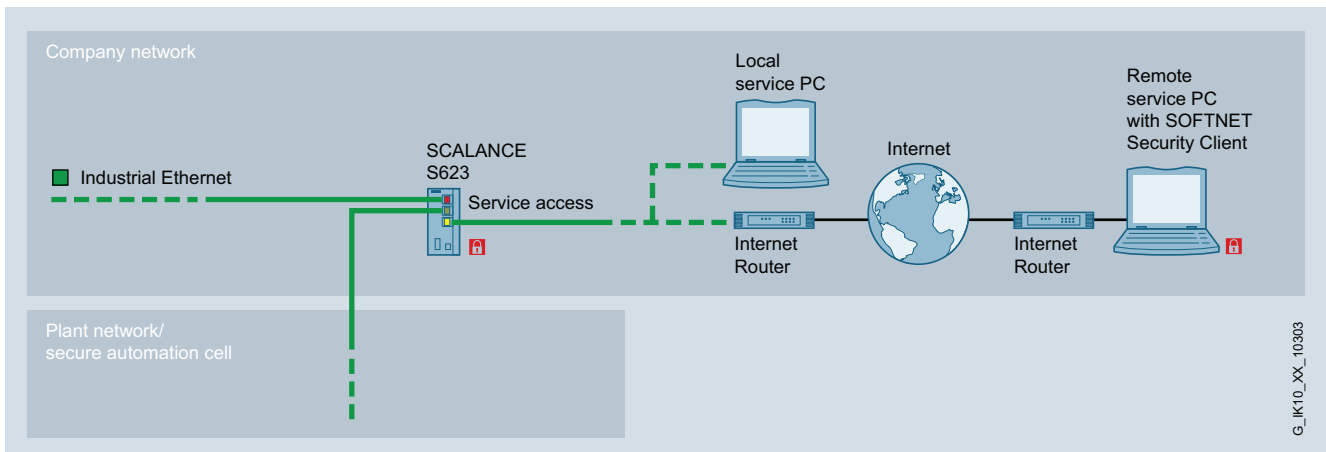 Company network
Local
service PC
Remote
service PC
with SOFTNET
Security Client
SCALANCE
S623
Internet
Industrial Ethernet
Service access
Internet
Router
Internet
Router
Plant network/
secure automation cell
G_IK10_XX_10303